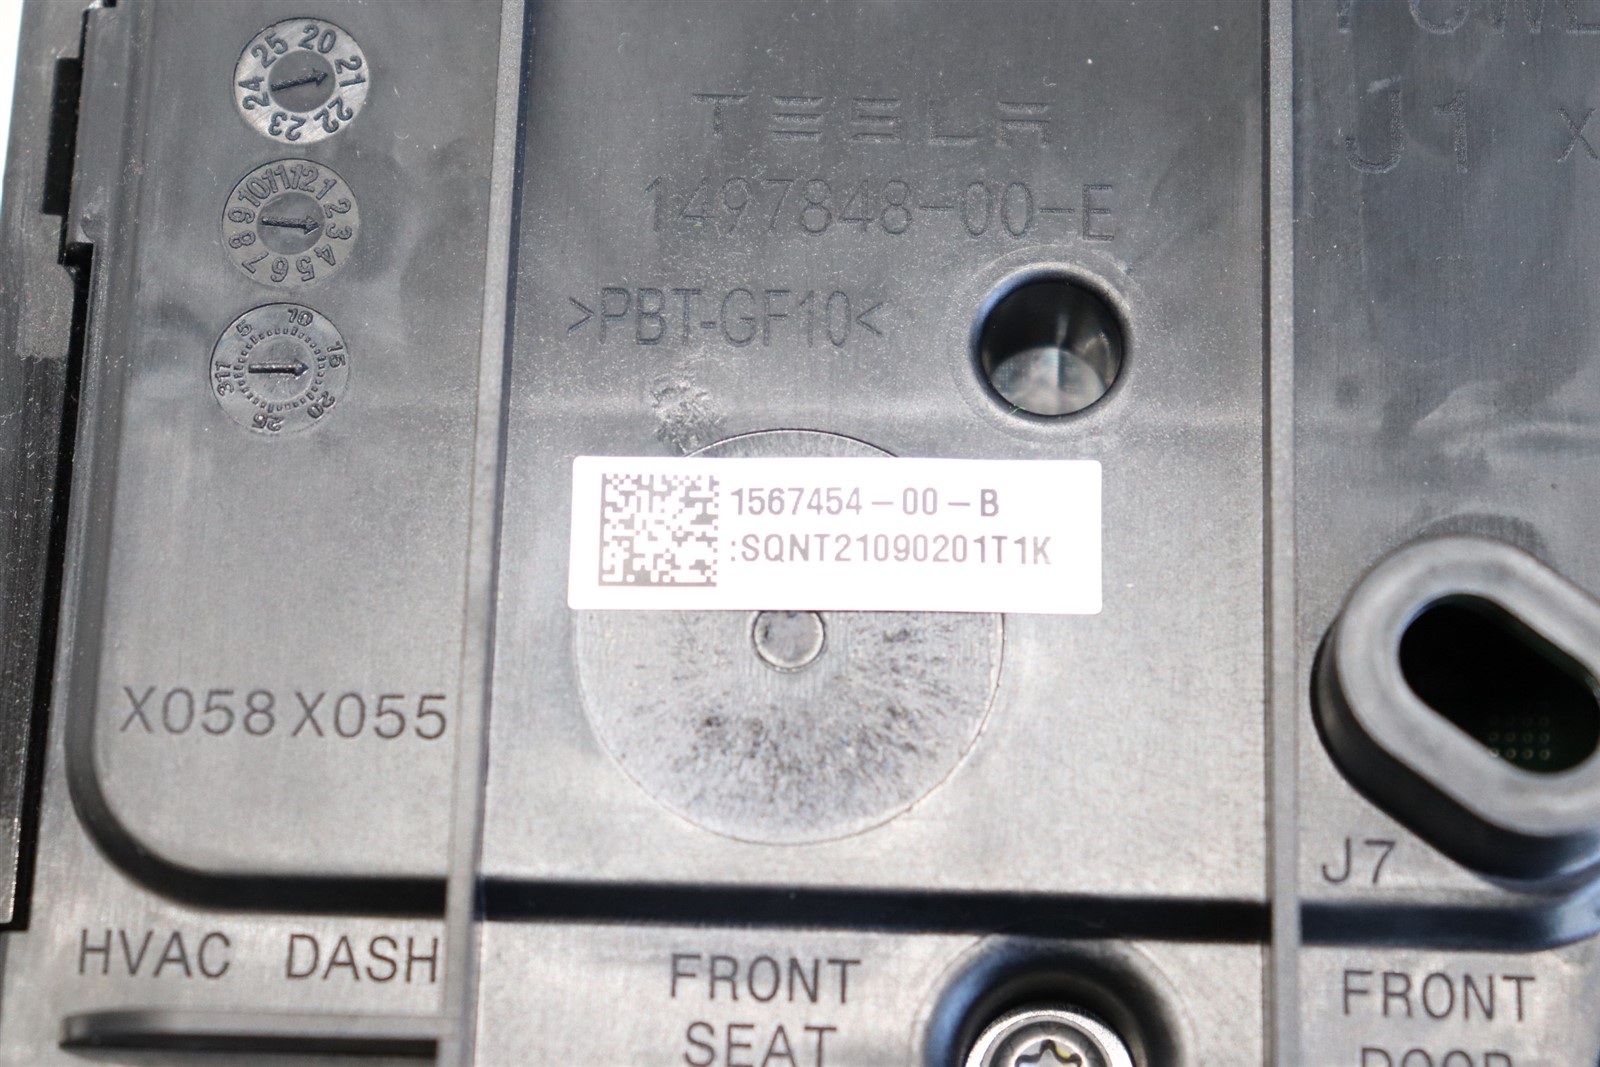 20 21 22 23 24 25
TESLA
J1 X
1 2 3 4 5 6 7 8 9 10 11 12
1497848-00-E
>PBT-GF10<
5 10 15 20 25 31
1567454-00-B
:SQNT21090201T1K
X058 X055
J7
HVAC DASH
FRONT
SEAT
FRONT
DOOR